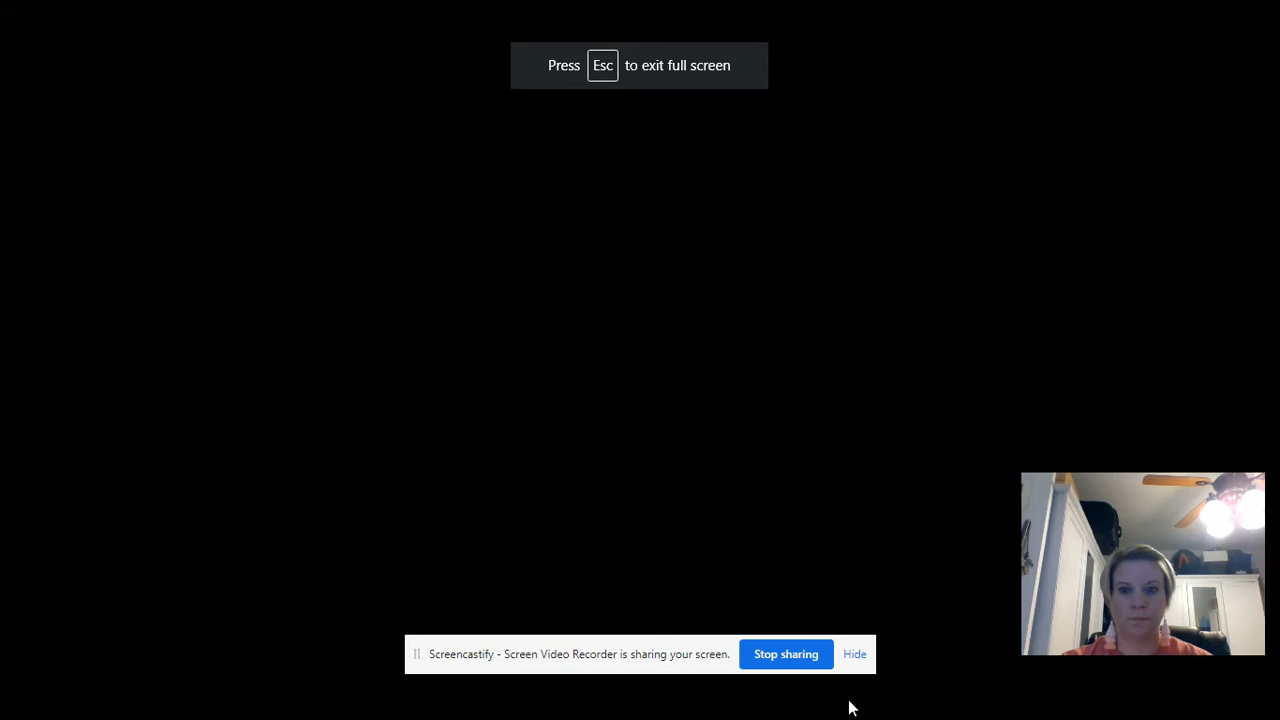 Press Esc to exit full screen
Screencastify - Screen Video Recorder is sharing your screen. Stop sharing Hide